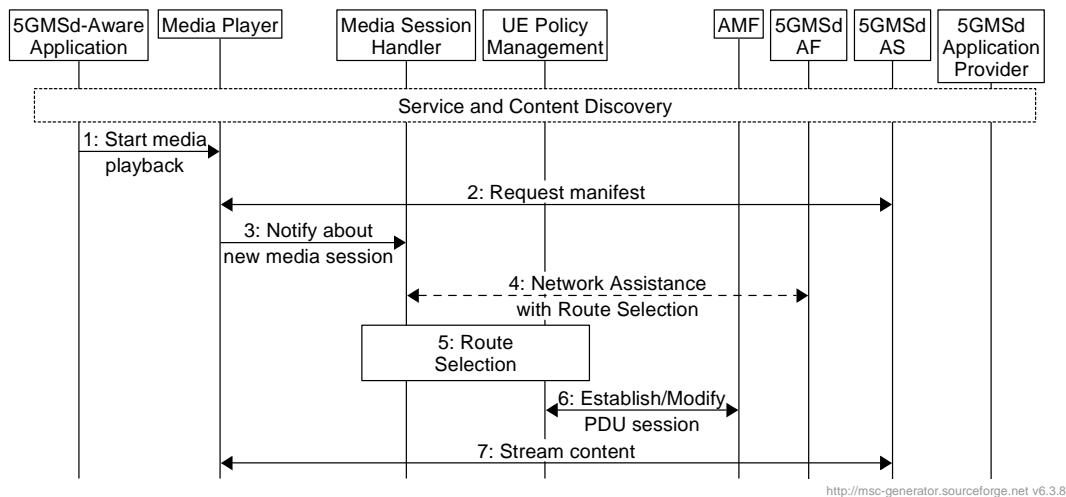 5GMSd-Aware
Application
Media Player
Media Session
Handler
UE Policy
Management
AMF
5GMSd
AF
5GMSd
AS
5GMSd
Application
Provider
Service and Content Discovery
1: Start media
playback
2: Request manifest
3: Notify about
new media session
4: Network Assistance
with Route Selection
5: Route
Selection
6: Establish/Modify
PDU session
7: Stream content
http://msc-generator.sourceforge.net v6.3.8